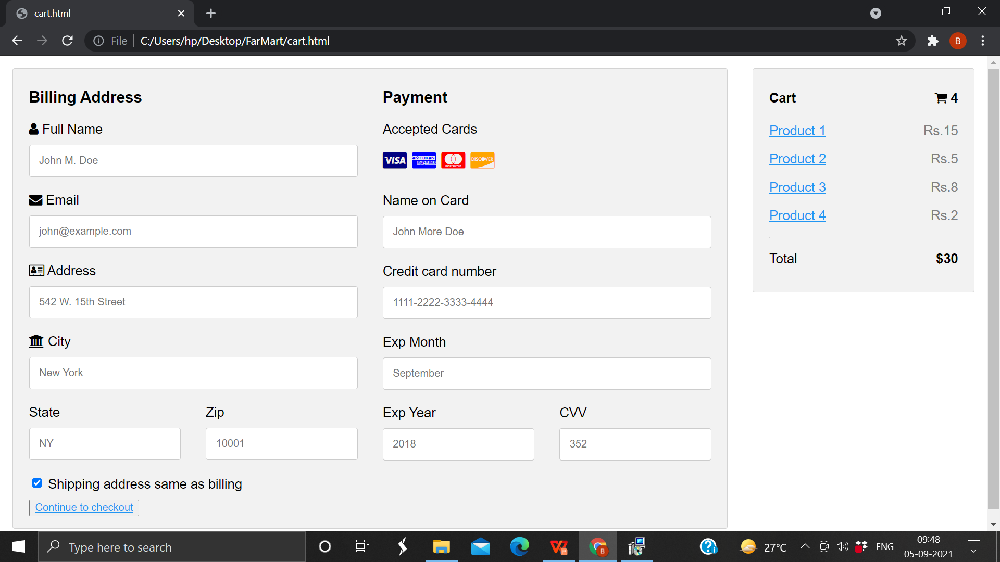 cart.html
File
C:/Users/hp/Desktop/FarMart/cart.html
B
Billing Address
Full Name
John M. Doe
Email
john@example.com
Address
542 W. 15th Street
City
New York
State
Zip
NY
10001
Shipping address same as billing
Continue to checkout
Payment
Accepted Cards
VISA
AMERICAN EXPRESS
mastercard
DISCOVER
Name on Card
John More Doe
Credit card number
1111-2222-3333-4444
Exp Month
September
Exp Year
CVV
2018
352
Cart
4
Product 1 Rs.15
Product 2 Rs.5
Product 3 Rs.8
Product 4 Rs.2
Total $30
Type here to search
B
27°C
ENG
09:48
05-09-2021